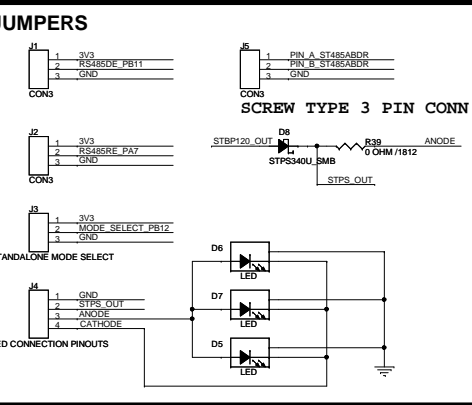 JUMPERS
J1
1 3V3
2 RS485DE_PB11
3 GND
CON3
J5
1 PIN_A_ST485ABDR
2 PIN_B_ST485ABDR
3 GND
CON3
SCREW TYPE 3 PIN CONN
J2
1 3V3
2 RS485RE_PA7
3 GND
CON3
STBP120_OUT
D8
STPS340U_SMB
R39
0 OHM /1812
ANODE
STPS_OUT
J3
1 3V3
2 MODE_SELECT_PB12
3 GND
TANDALONE MODE SELECT
J4
1 GND
2 STPS_OUT
3 ANODE
4 CATHODE
ED CONNECTION PINOUTS
D6
LED
D7
LED
D5
LED